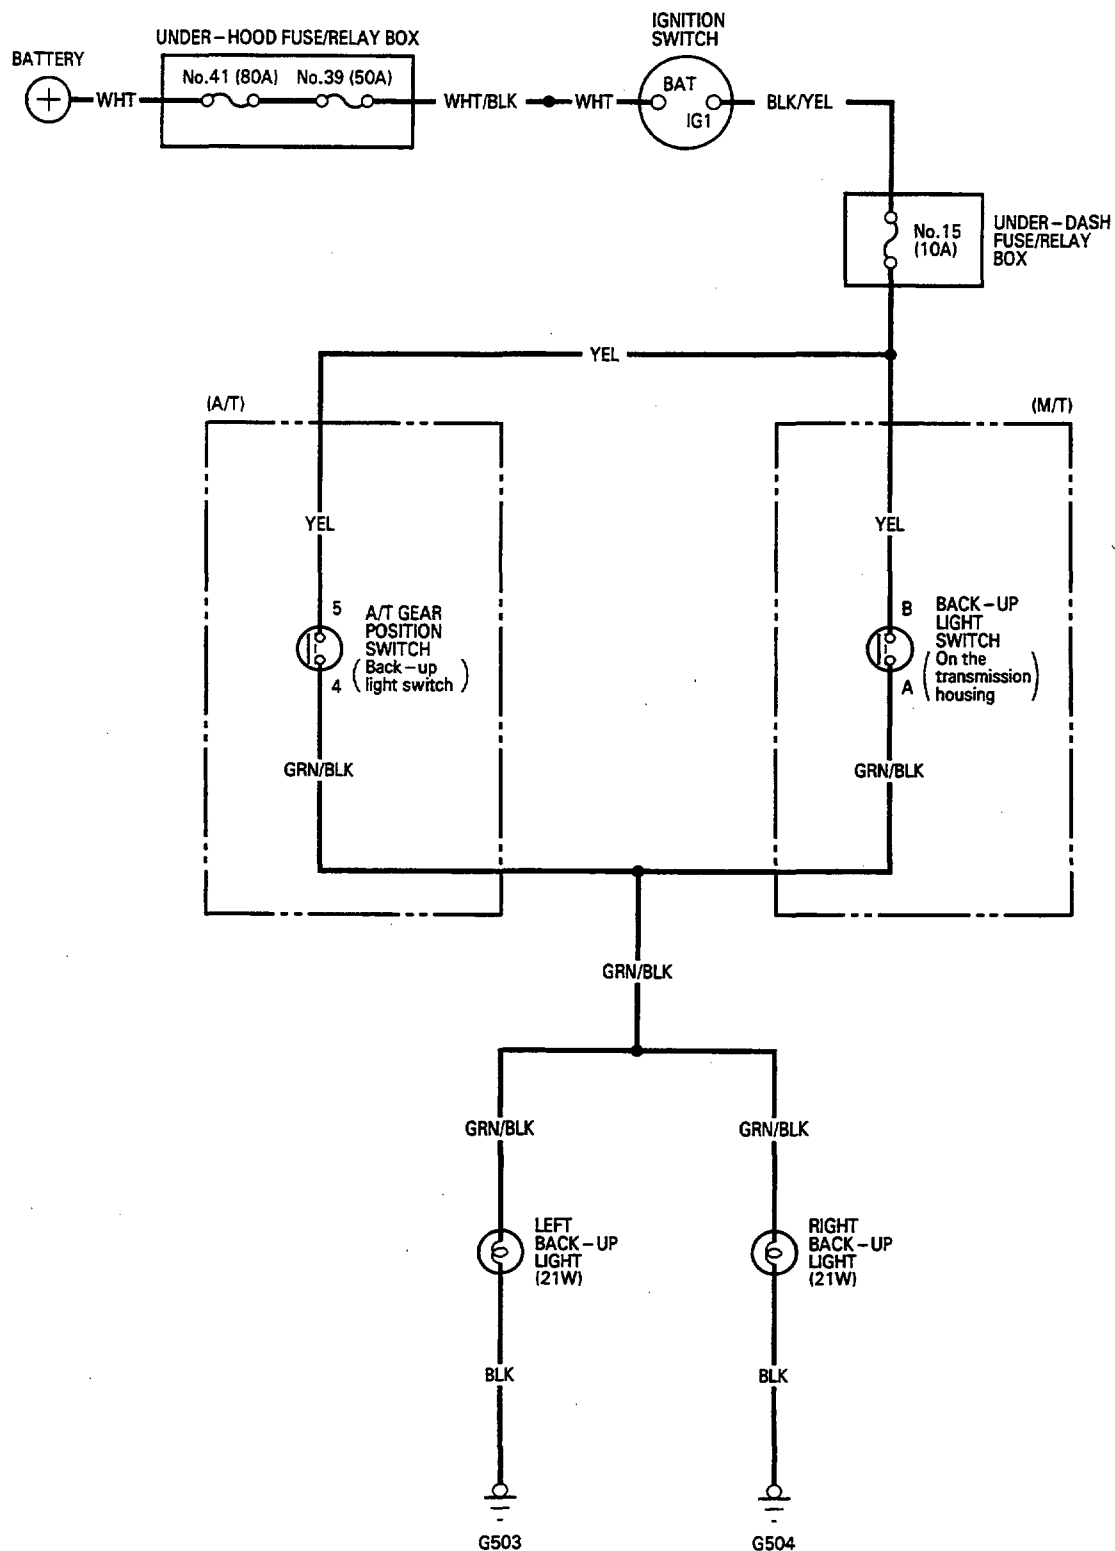 UNDER-HOOD FUSE/RELAY BOX
IGNITION
SWITCH
BATTERY
No.41 (80A) No.39 (50A)
+
WHT
WHT/BLK
WHT
BAT
IG1
BLK/YEL
No.15
(10A)
UNDER-DASH
FUSE/RELAY
BOX
YEL
(A/T)
(M/T)
YEL
YEL
5
A/T GEAR
POSITION
SWITCH
(Back-up
light switch)
4
B
BACK-UP
LIGHT
SWITCH
(On the
transmission
housing)
A
GRN/BLK
GRN/BLK
GRN/BLK
GRN/BLK
GRN/BLK
LEFT
BACK-UP
LIGHT
(21W)
RIGHT
BACK-UP
LIGHT
(21W)
BLK
BLK
G503
G504